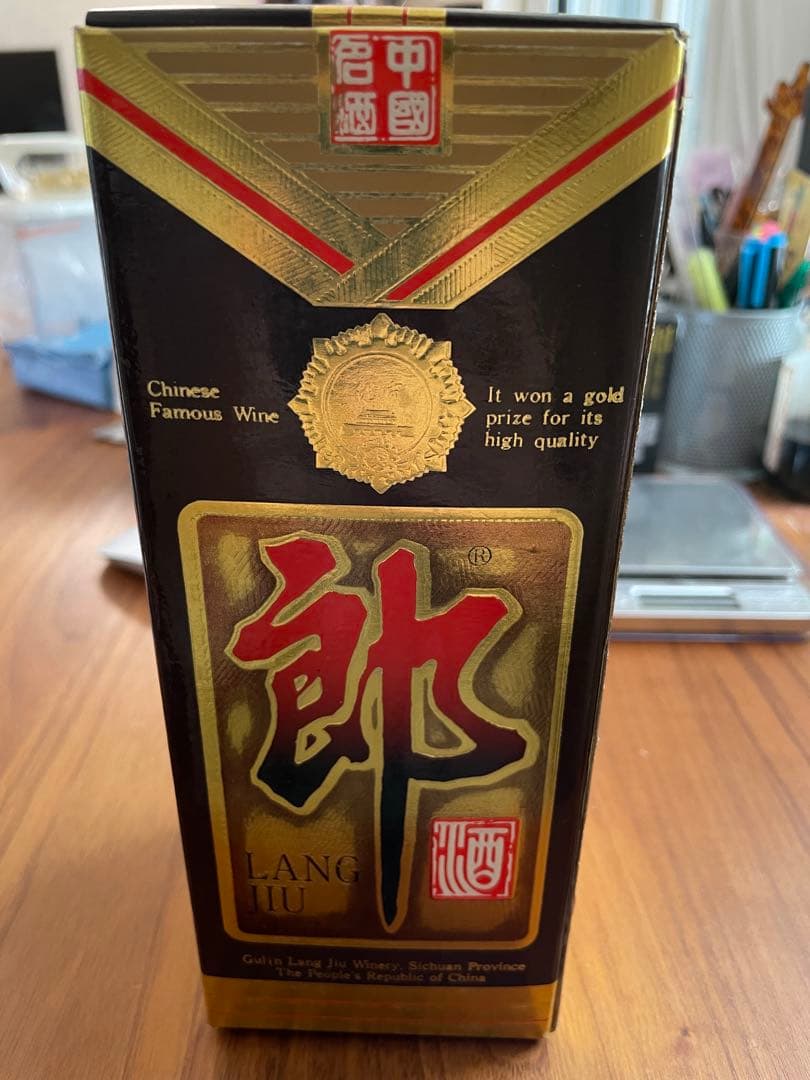 中國
名酒
Chinese
Famous Wine
It won a gold
prize for its
high quality
郎
®
酒
LANG
JIU
Gulin Lang Jiu Winery. Sichuan Province
The People's Republic of China